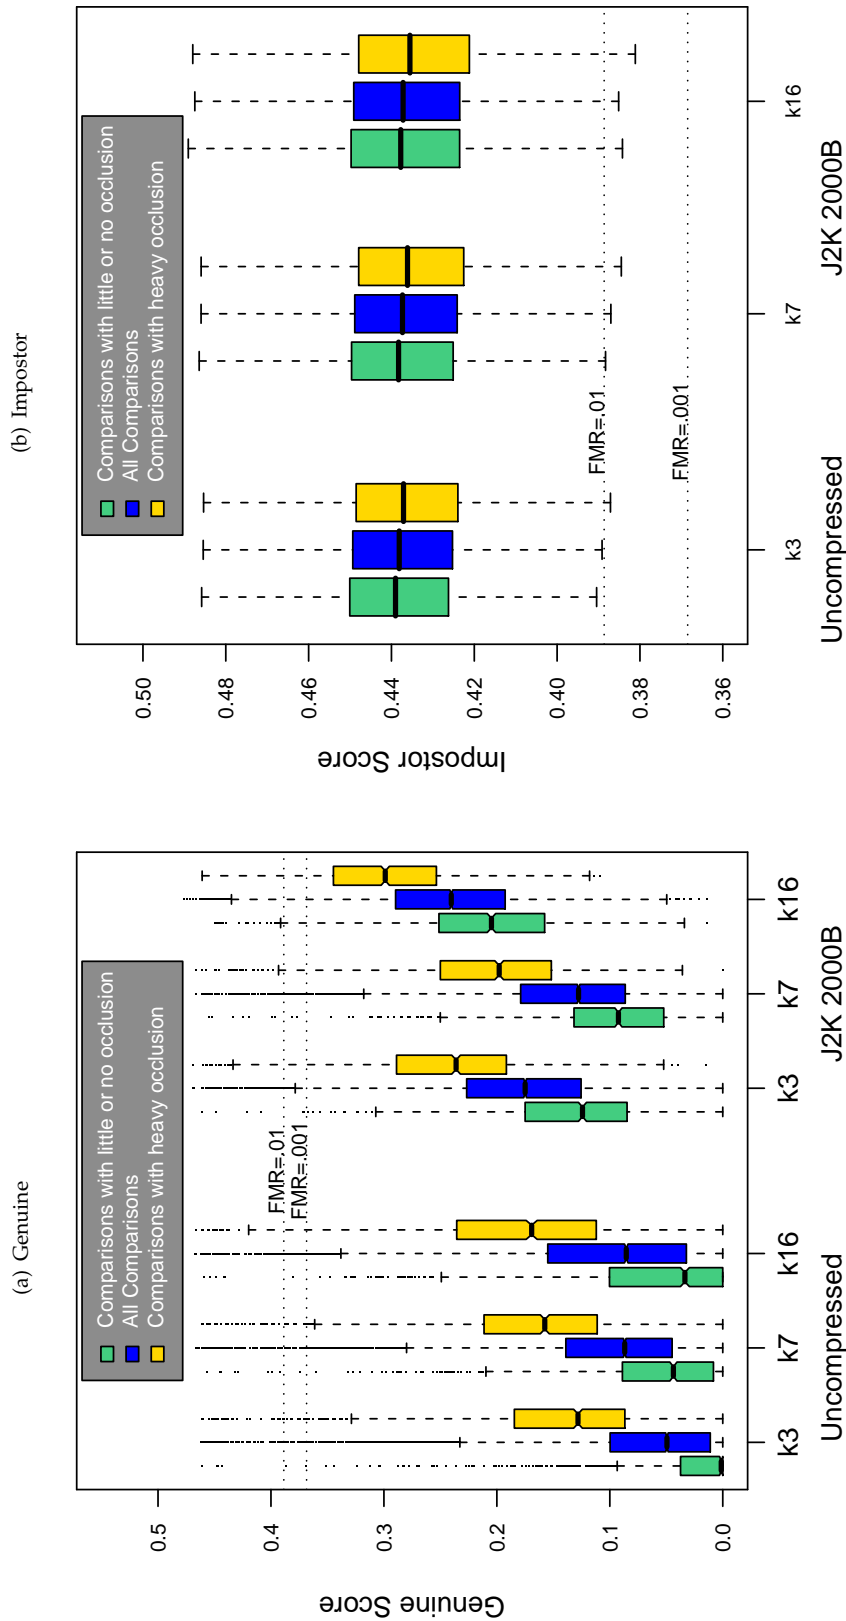 (a) Genuine
Comparisons with little or no occlusion
All Comparisons
Comparisons with heavy occlusion
FMR=.01
FMR=.001
Genuine Score
0.5
0.4
0.3
0.2
0.1
0.0
k3
k7
k16
k3
k7
k16
Uncompressed
J2K 2000B
(b) Impostor
Comparisons with little or no occlusion
All Comparisons
Comparisons with heavy occlusion
FMR=.01
FMR=.001
Impostor Score
0.50
0.48
0.46
0.44
0.42
0.40
0.38
0.36
k3
k7
k16
Uncompressed
J2K 2000B